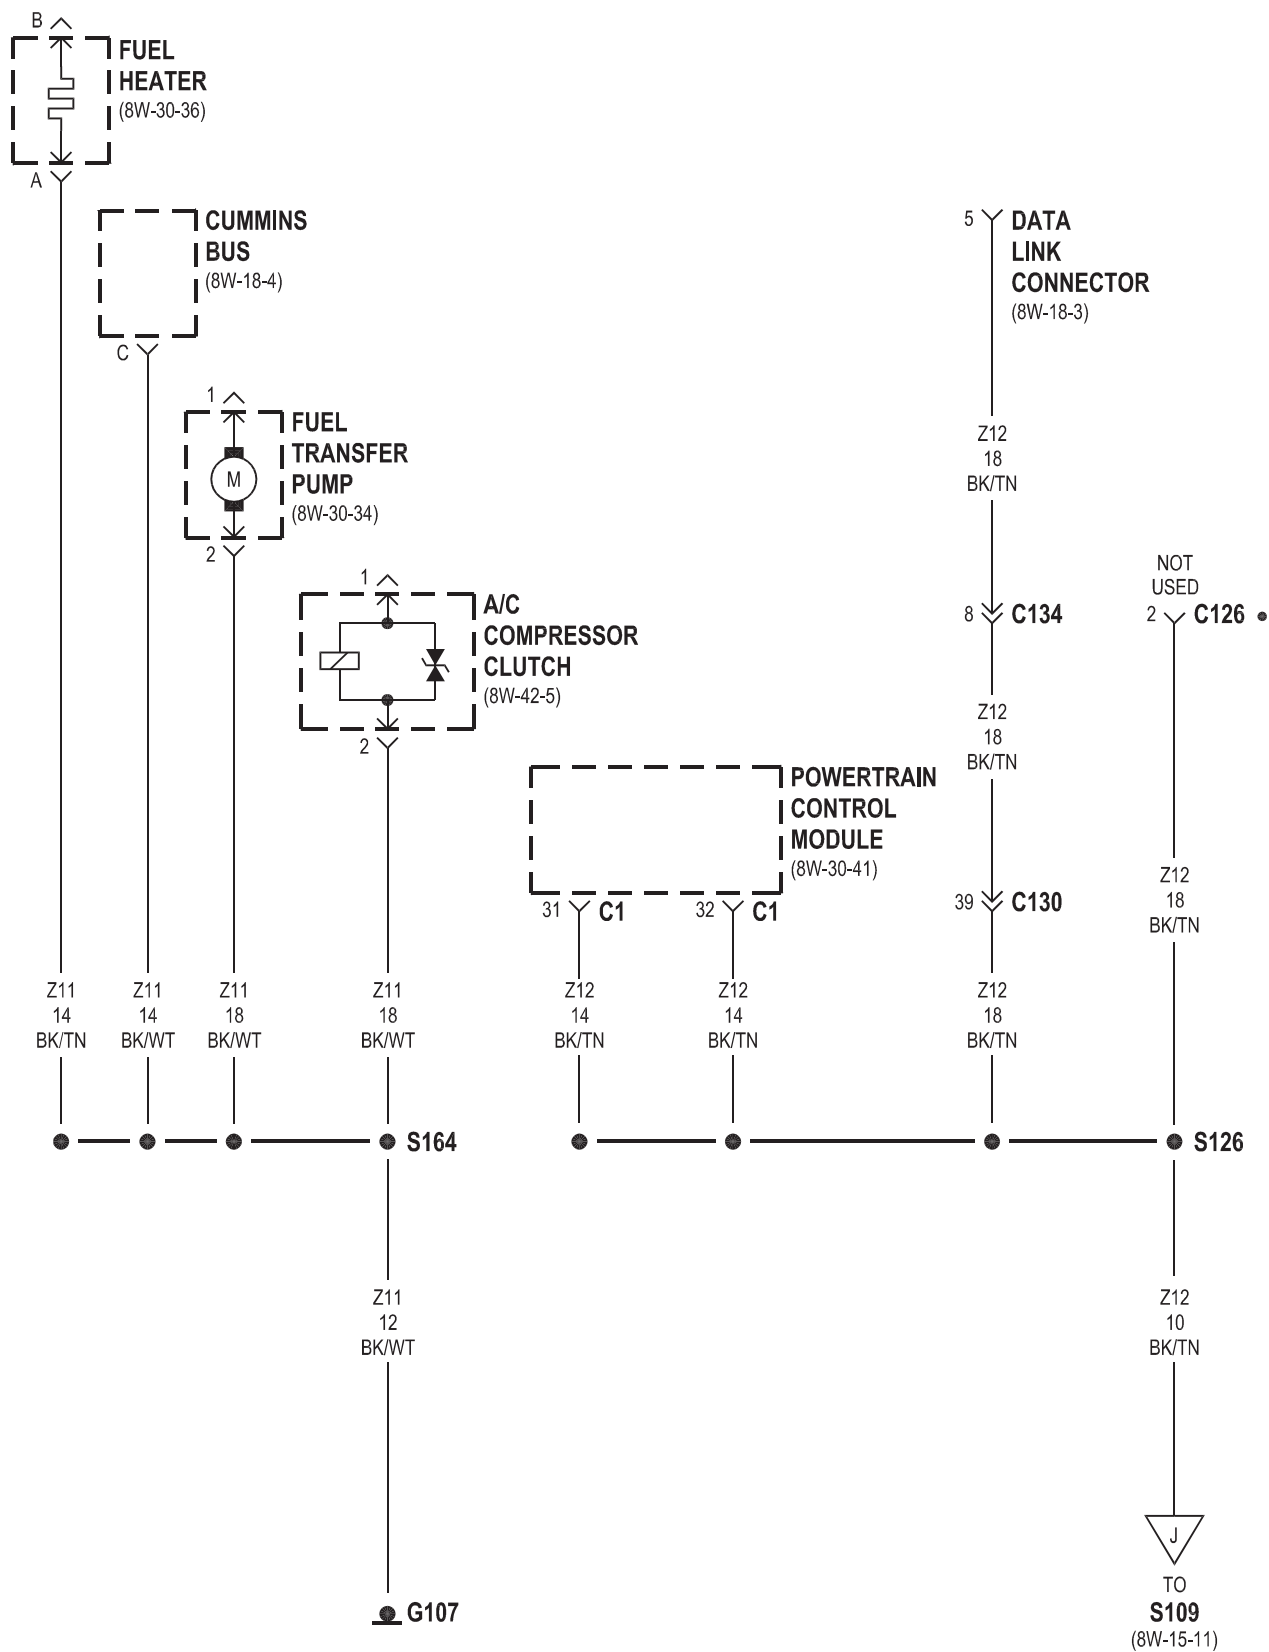 B
FUEL
HEATER
(8W-30-36)
A
CUMMINS
BUS
(8W-18-4)
C
5
DATA
LINK
CONNECTOR
(8W-18-3)
1
FUEL
TRANSFER
PUMP
(8W-30-34)
M
2
Z12
18
BK/TN
1
A/C
COMPRESSOR
CLUTCH
(8W-42-5)
2
8
C134
NOT
USED
2
C126
Z12
18
BK/TN
POWERTRAIN
CONTROL
MODULE
(8W-30-41)
31
C1
32
C1
39
C130
Z12
18
BK/TN
Z11
14
BK/TN
Z11
14
BK/WT
Z11
18
BK/WT
Z11
18
BK/WT
Z12
14
BK/TN
Z12
14
BK/TN
Z12
18
BK/TN
S164
S126
Z11
12
BK/WT
Z12
10
BK/TN
J
G107
TO
S109
(8W-15-11)